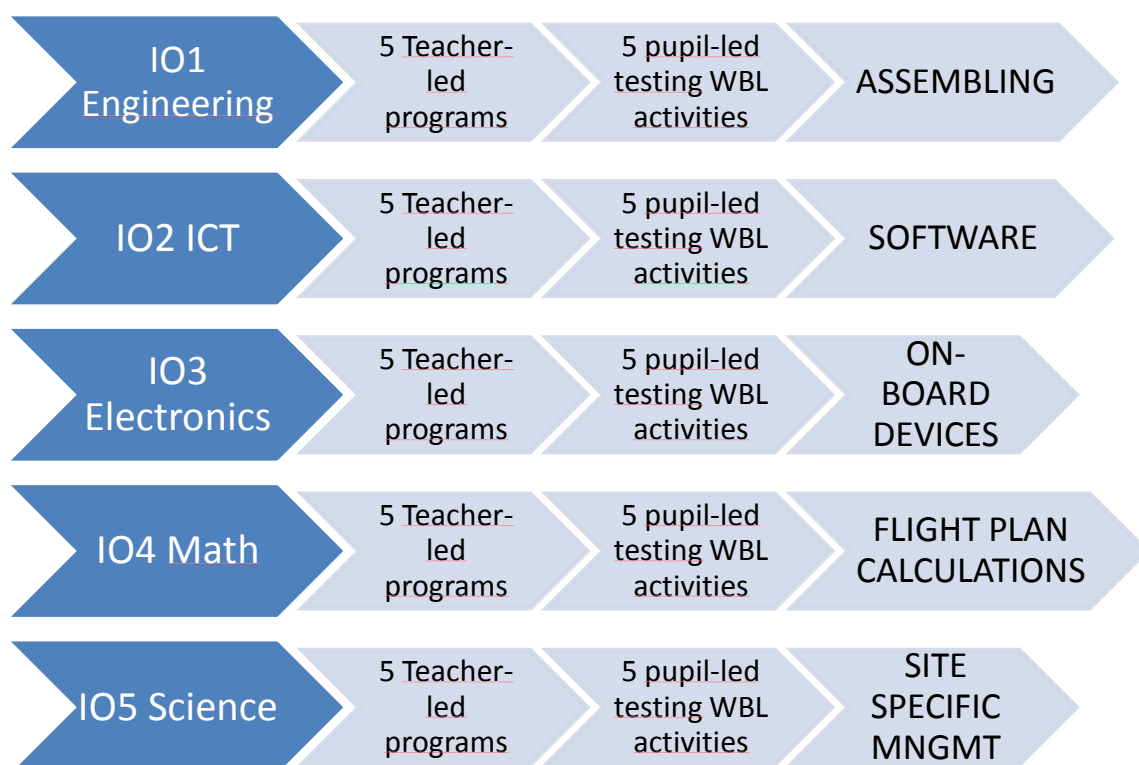 IO1
Engineering
5 Teacher-
led
programs
5 pupil-led
testing WBL
activities
ASSEMBLING
IO2 ICT
5 Teacher-
led
programs
5 pupil-led
testing WBL
activities
SOFTWARE
IO3
Electronics
5 Teacher-
led
programs
5 pupil-led
testing WBL
activities
ON-
BOARD
DEVICES
IO4 Math
5 Teacher-
led
programs
5 pupil-led
testing WBL
activities
FLIGHT PLAN
CALCULATIONS
IO5 Science
5 Teacher-
led
programs
5 pupil-led
testing WBL
activities
SITE
SPECIFIC
MNGMT